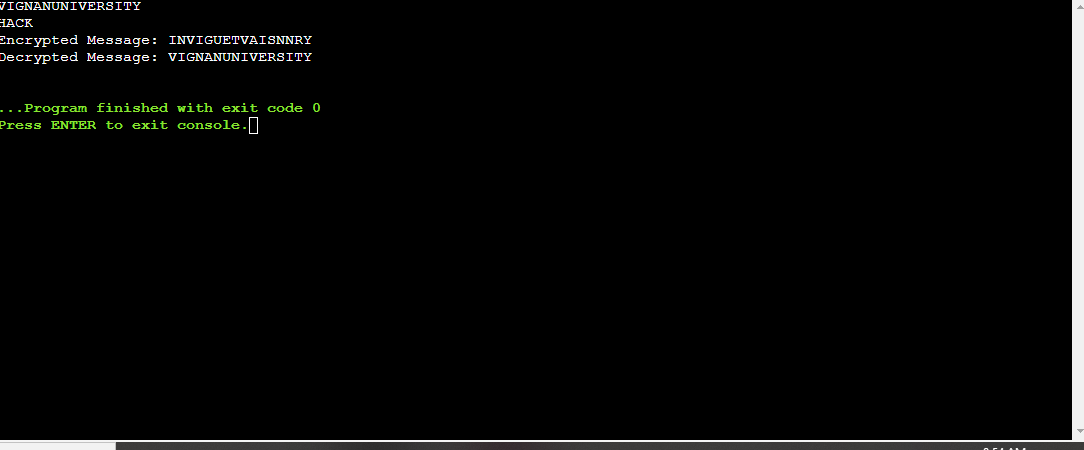 VIGNANUNIVERSITY
HACK
Encrypted Message: INVIGUETVAISNNRY
Decrypted Message: VIGNANUNIVERSITY
...Program finished with exit code 0
Press ENTER to exit console.